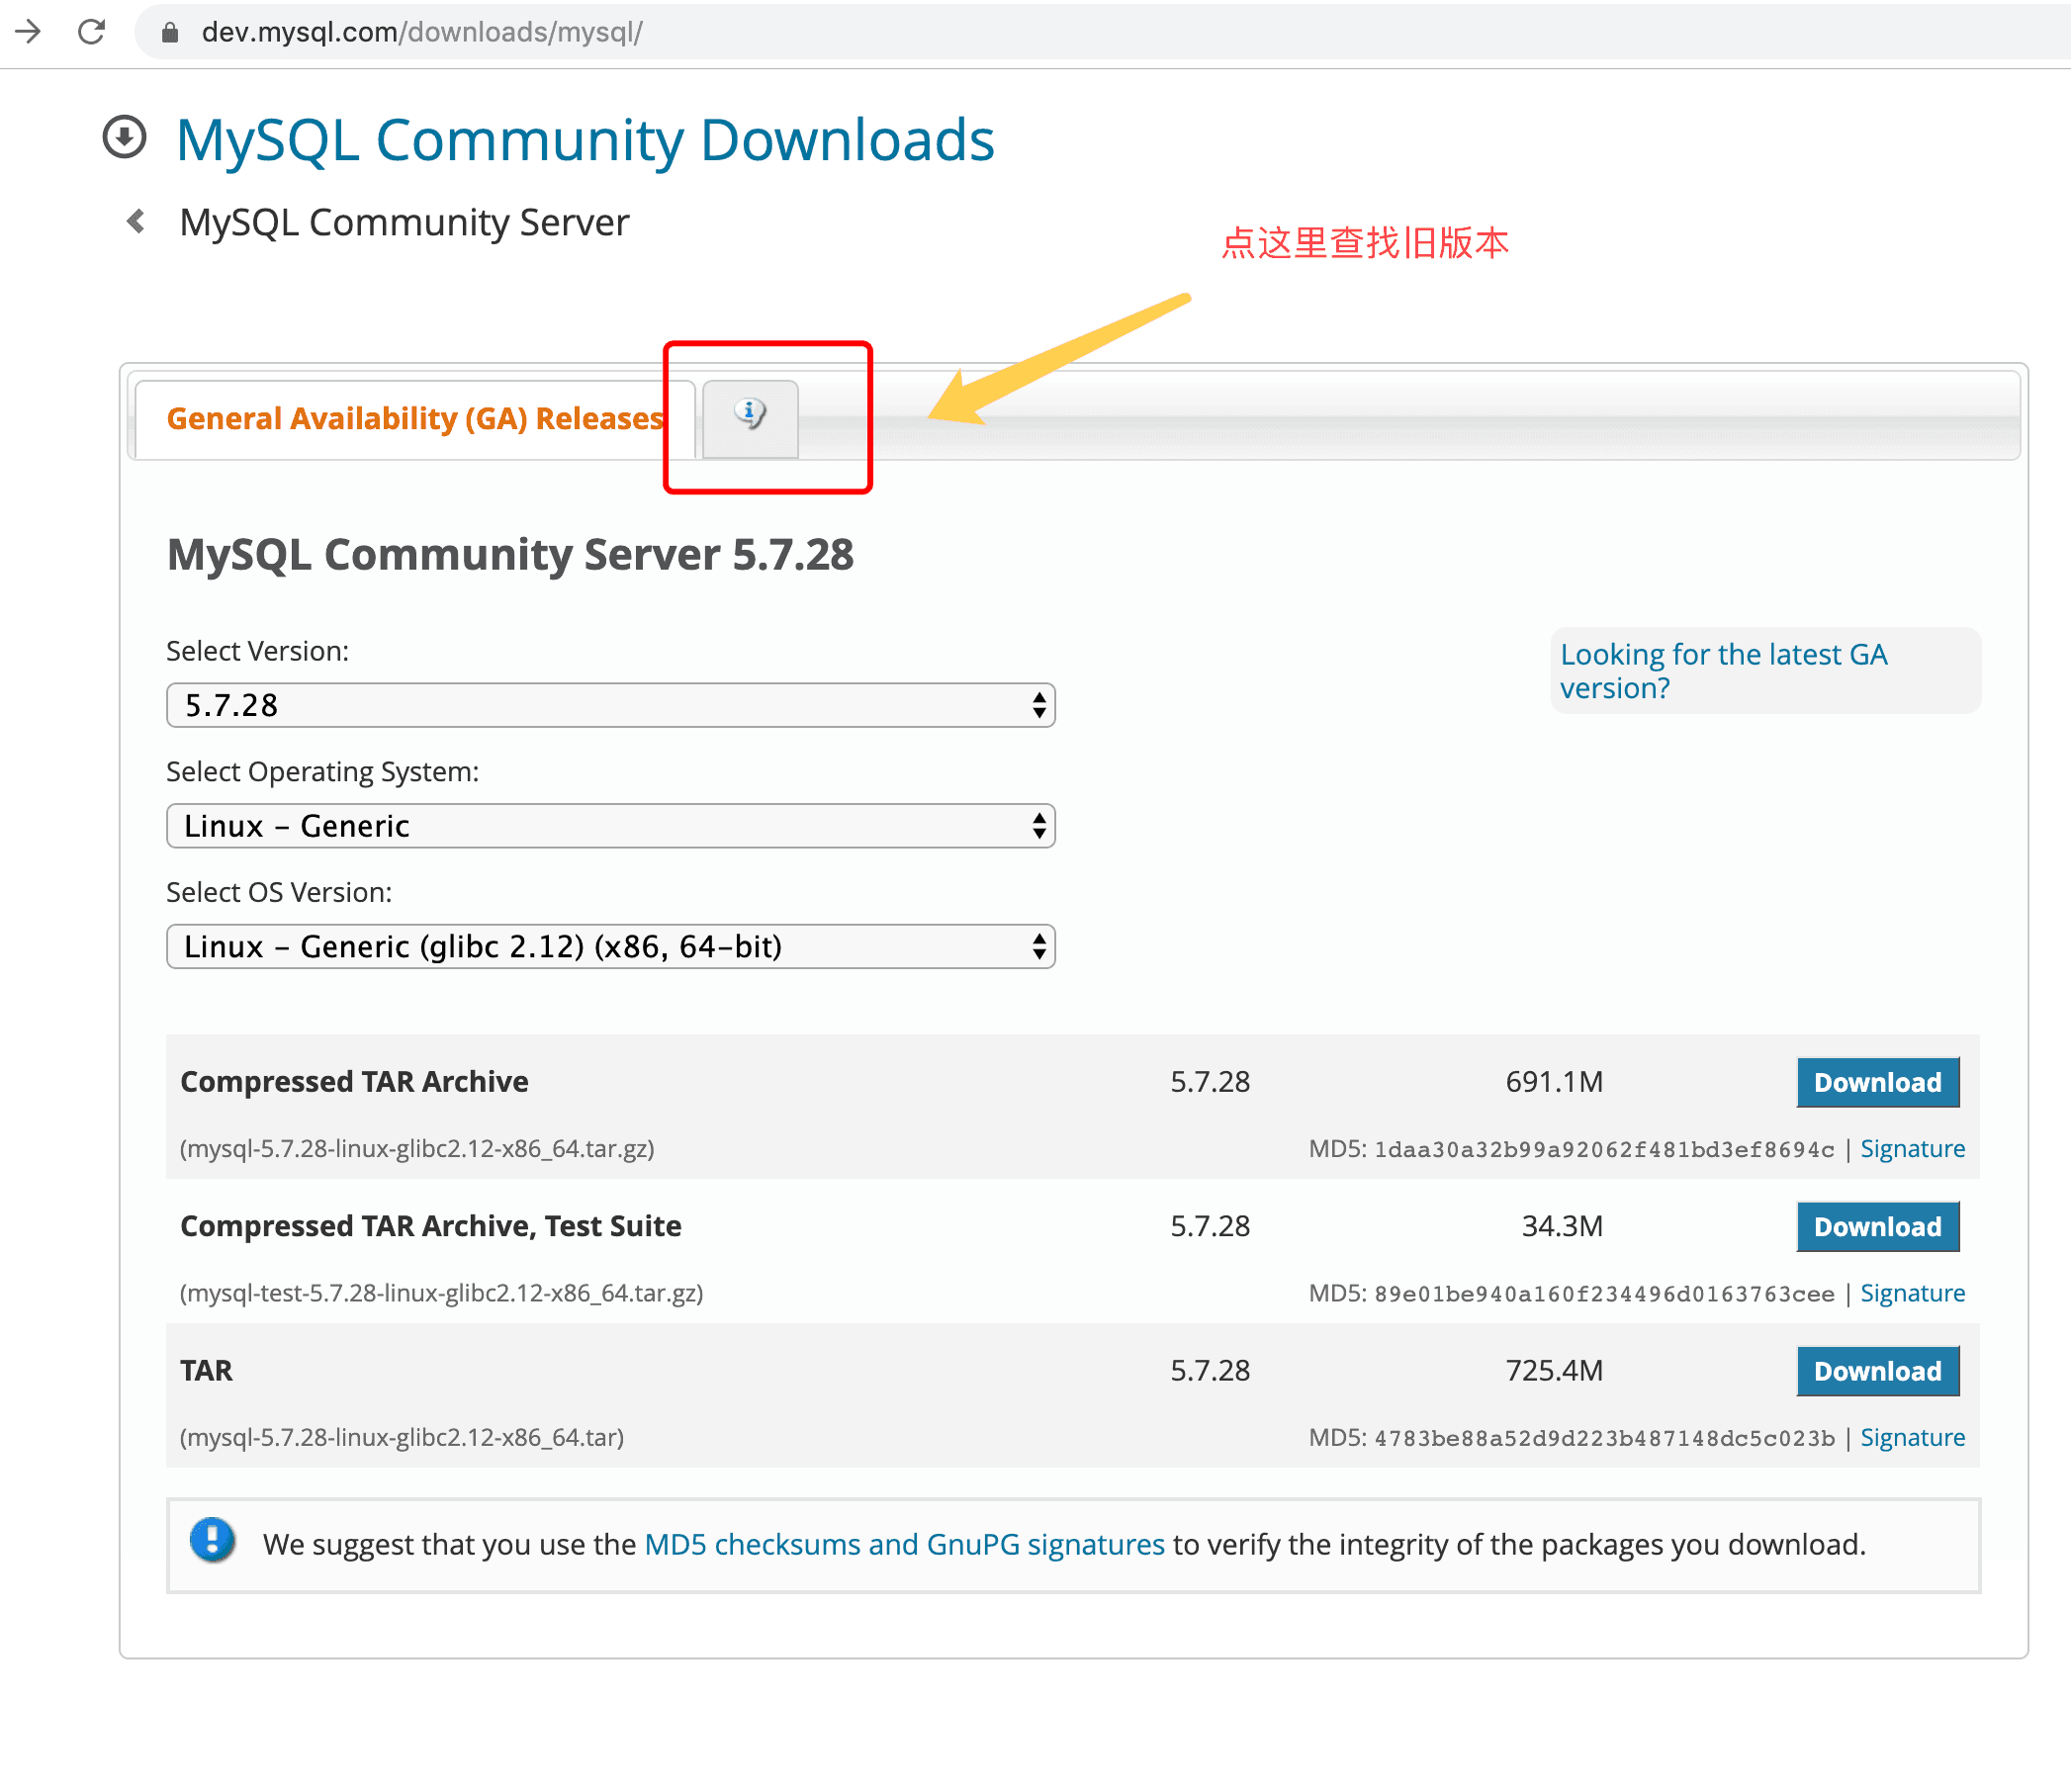 dev.mysql.com/downloads/mysql/
MySQL Community Downloads
MySQL Community Server
点这里查找旧版本
General Availability (GA) Releases
MySQL Community Server 5.7.28
Select Version:
5.7.28
Looking for the latest GA
version?
Select Operating System:
Linux – Generic
Select OS Version:
Linux – Generic (glibc 2.12) (x86, 64-bit)
Compressed TAR Archive 5.7.28 691.1M Download
(mysql-5.7.28-linux-glibc2.12-x86_64.tar.gz) MD5: 1daa30a32b99a92062f481bd3ef8694c | Signature
Compressed TAR Archive, Test Suite 5.7.28 34.3M Download
(mysql-test-5.7.28-linux-glibc2.12-x86_64.tar.gz) MD5: 89e01be940a160f234496d0163763cee | Signature
TAR 5.7.28 725.4M Download
(mysql-5.7.28-linux-glibc2.12-x86_64.tar) MD5: 4783be88a52d9d223b487148dc5c023b | Signature
We suggest that you use the MD5 checksums and GnuPG signatures to verify the integrity of the packages you download.